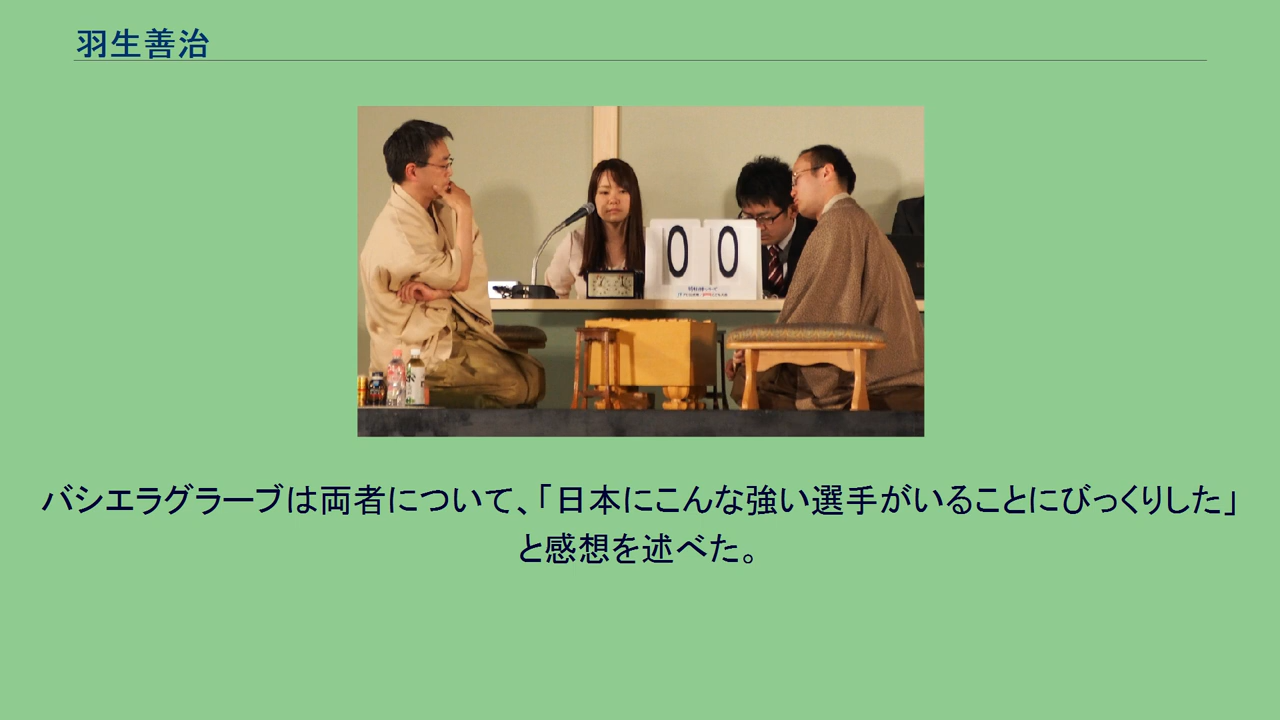 羽生善治
0 0
バシエラグラーブは両者について、「日本にこんな強い選手がいることにびっくりした」
と感想を述べた。